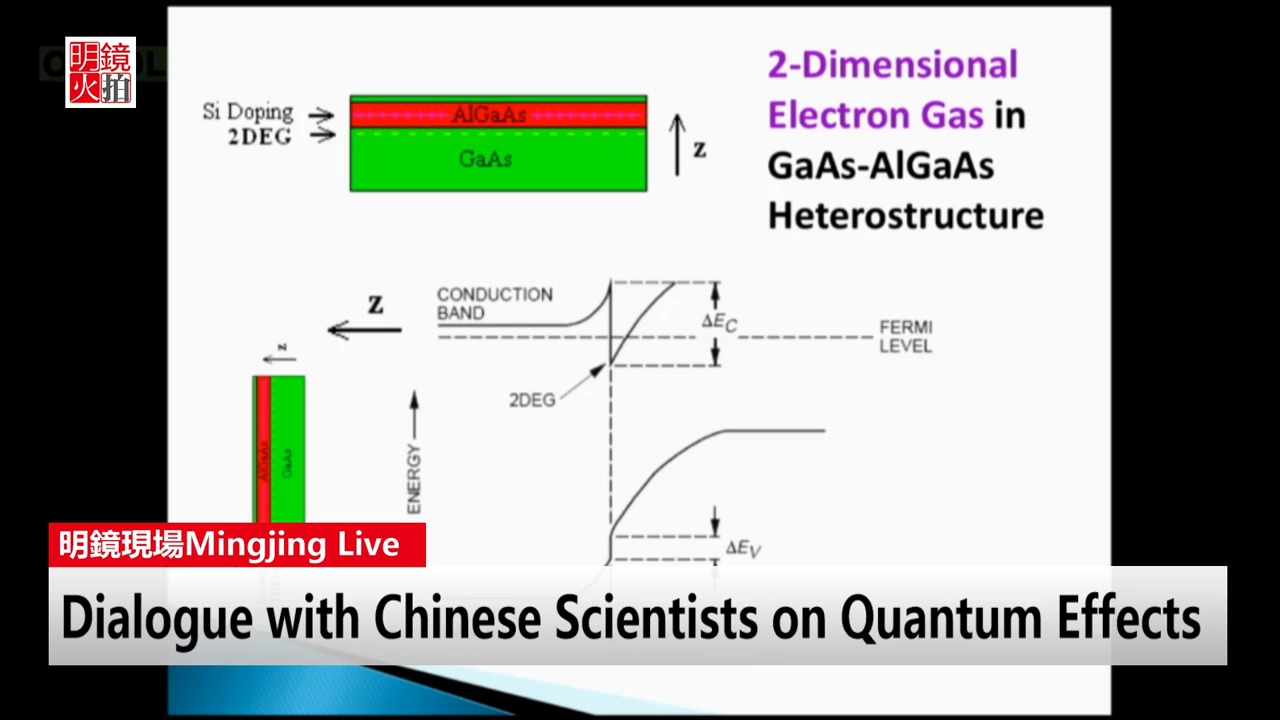 明鏡
火拍
2-Dimensional
Electron Gas in
GaAs-AlGaAs
Heterostructure
Si Doping
2DEG
AlGaAs
GaAs
Z
Z
CONDUCTION
BAND
ΔEC
FERMI
LEVEL
2DEG
ENERGY
Z
AlGaAs
GaAs
ΔEV
明鏡現場Mingjing Live
Dialogue with Chinese Scientists on Quantum Effects